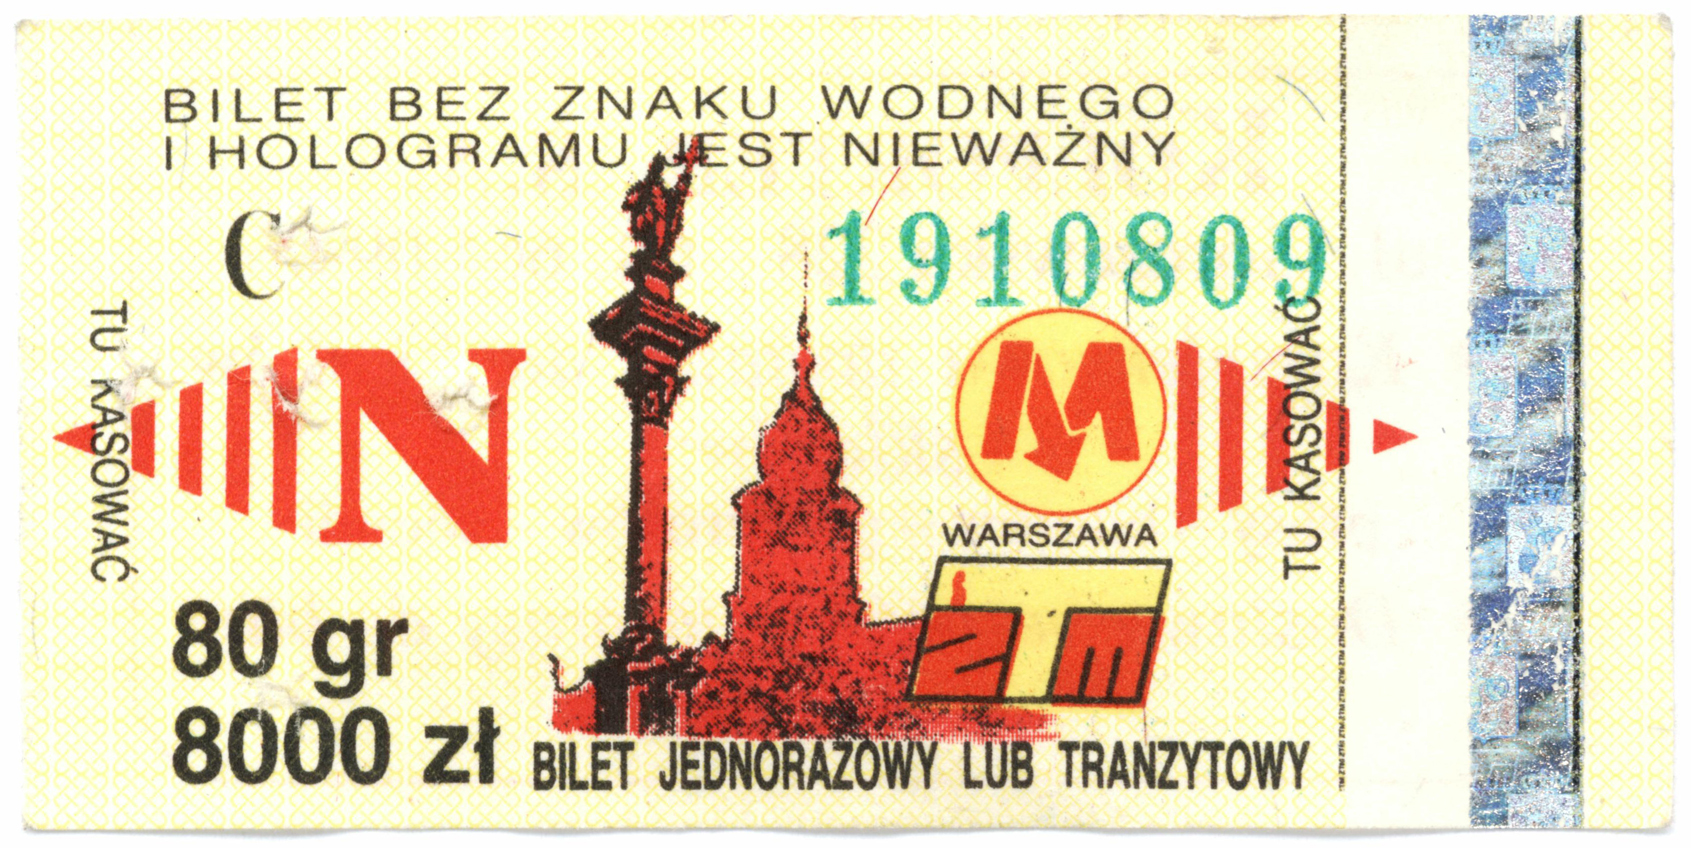 BILET BEZ ZNAKU WODNEGO
I HOLOGRAMU JEST NIEWAŻNY
C
1910809
TU KASOWAĆ
N
M
TU KASOWAĆ
WARSZAWA
ZTM
80 gr
8000 zł
BILET JEDNORAZOWY LUB TRANZYTOWY